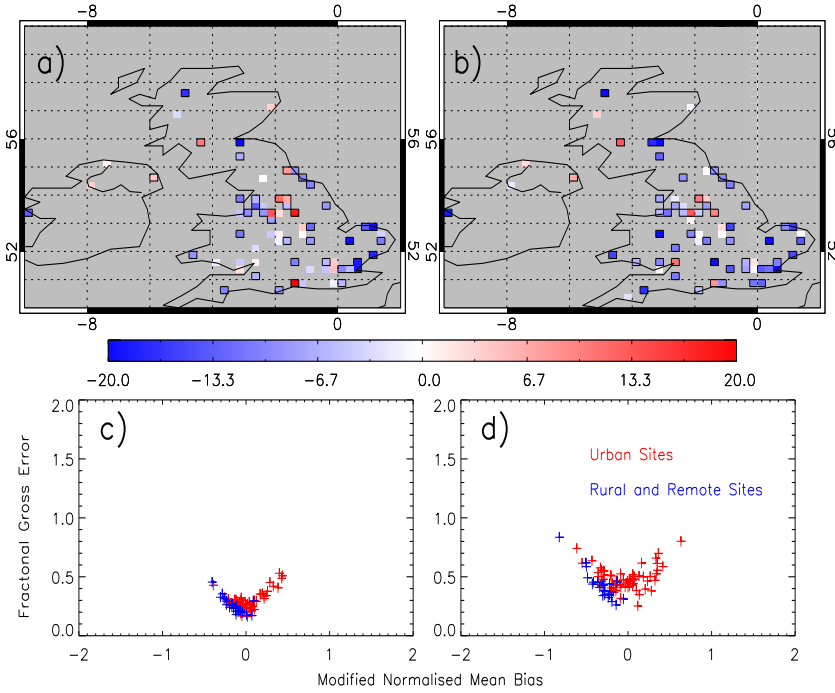 -8 0 -8 0
a) b)
56 56 56 56
52 52 52 52
-8 0 -8 0
-20.0 -13.3 -6.7 0.0 6.7 13.3 20.0
2.0 2.0
c) d)
1.5 1.5
Urban Sites
Rural and Remote Sites
1.0 1.0
0.5 0.5
0.0 0.0
Fractonal Gross Error
-2 -1 0 1 2 -2 -1 0 1 2
Modified Normalised Mean Bias